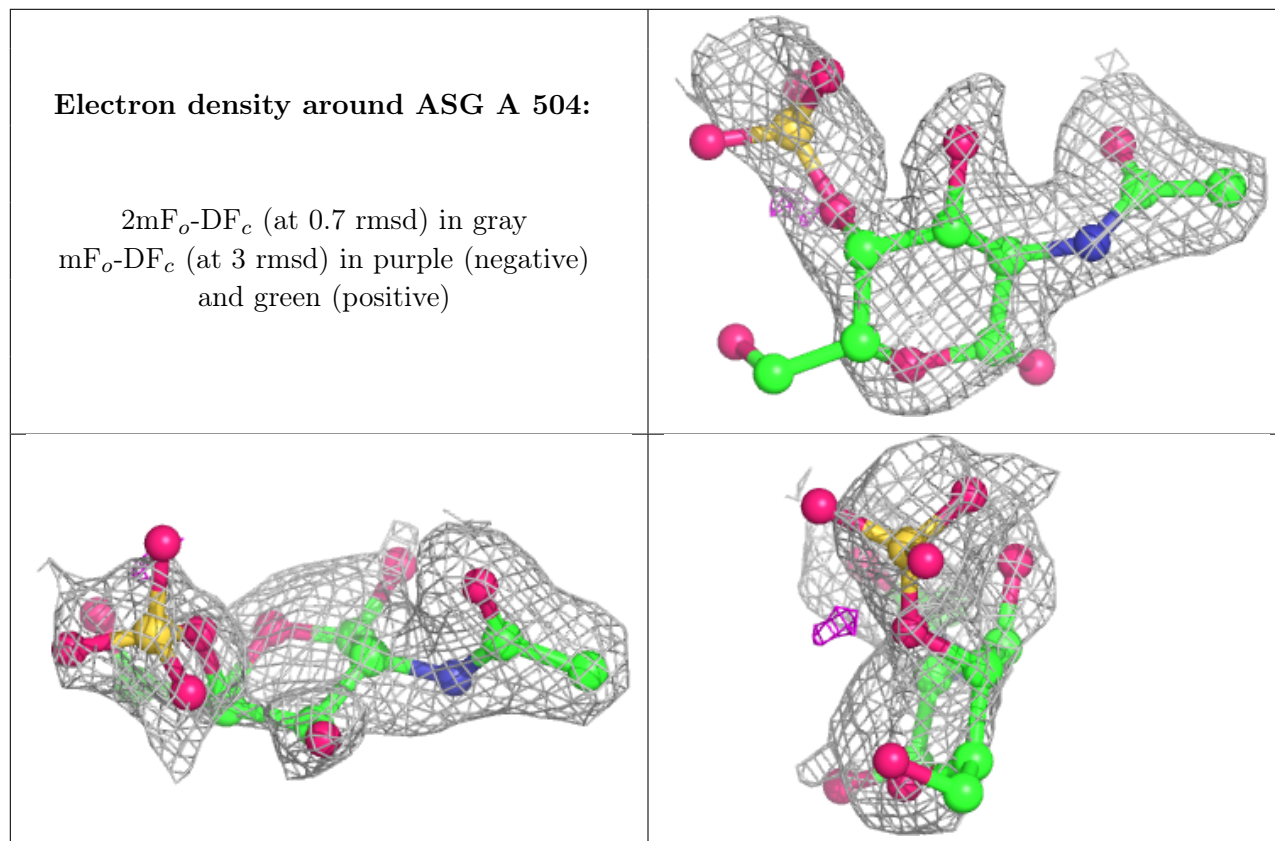 Electron density around ASG A 504:
2mFₒ-DF𝒸 (at 0.7 rmsd) in gray
mFₒ-DF𝒸 (at 3 rmsd) in purple (negative)
and green (positive)